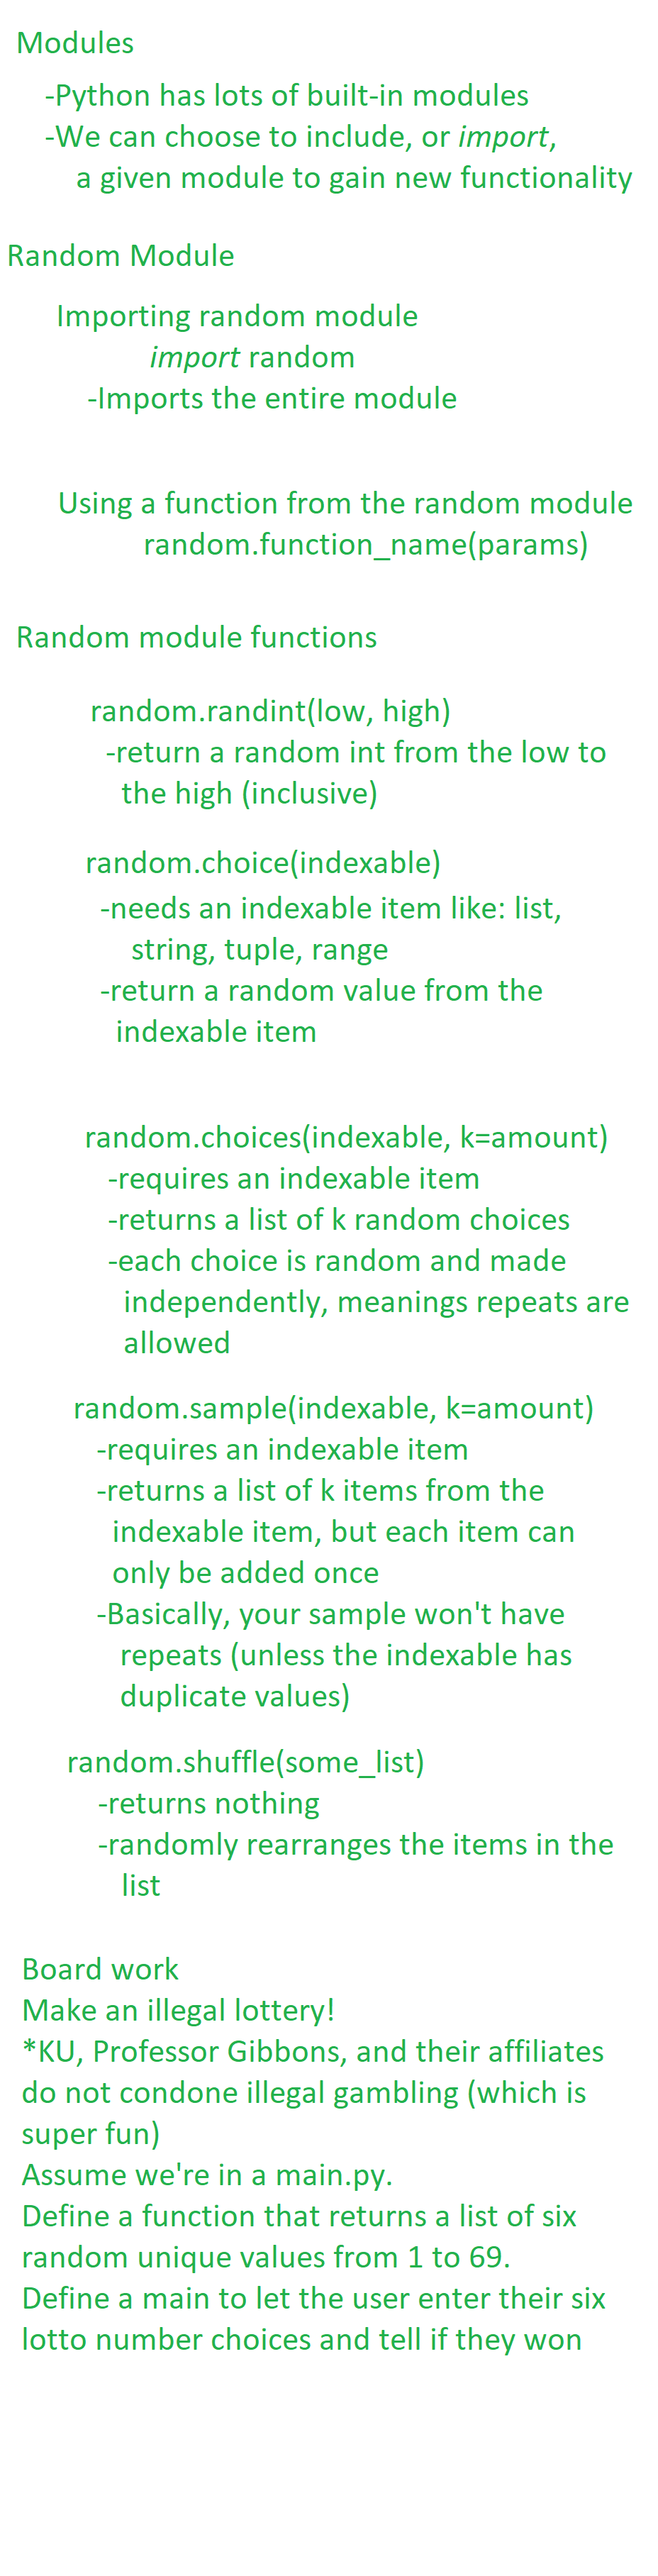 Modules
-Python has lots of built-in modules
-We can choose to include, or import,
a given module to gain new functionality
Random Module
Importing random module
import random
-Imports the entire module
Using a function from the random module
random.function_name(params)
Random module functions
random.randint(low, high)
-return a random int from the low to
the high (inclusive)
random.choice(indexable)
-needs an indexable item like: list,
string, tuple, range
-return a random value from the
indexable item
random.choices(indexable, k=amount)
-requires an indexable item
-returns a list of k random choices
-each choice is random and made
independently, meanings repeats are
allowed
random.sample(indexable, k=amount)
-requires an indexable item
-returns a list of k items from the
indexable item, but each item can
only be added once
-Basically, your sample won't have
repeats (unless the indexable has
duplicate values)
random.shuffle(some_list)
-returns nothing
-randomly rearranges the items in the
list
Board work
Make an illegal lottery!
*KU, Professor Gibbons, and their affiliates
do not condone illegal gambling (which is
super fun)
Assume we're in a main.py.
Define a function that returns a list of six
random unique values from 1 to 69.
Define a main to let the user enter their six
lotto number choices and tell if they won